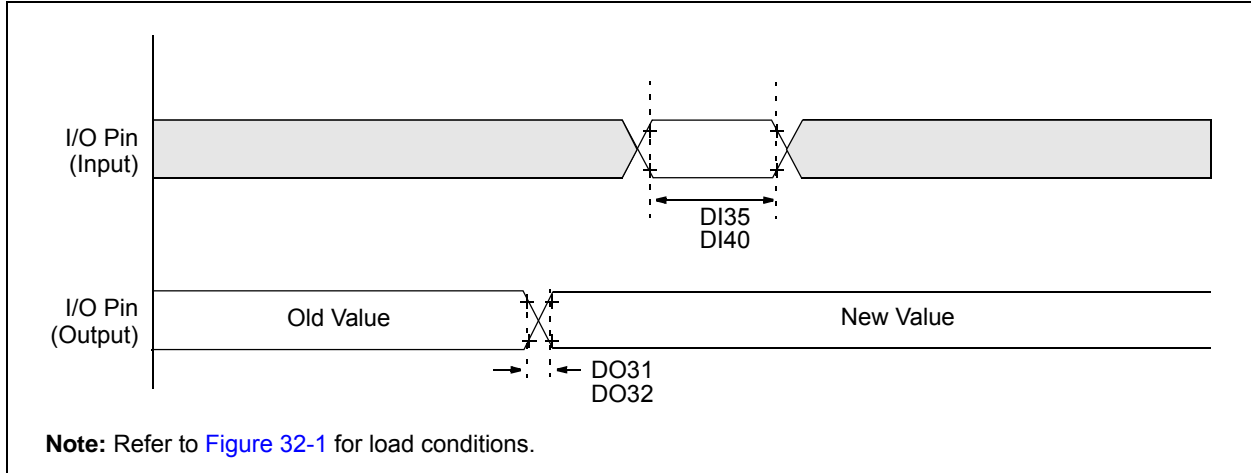 I/O Pin
(Input)
DI35
DI40
I/O Pin
(Output)
Old Value
New Value
DO31
DO32
Note: Refer to Figure 32-1 for load conditions.